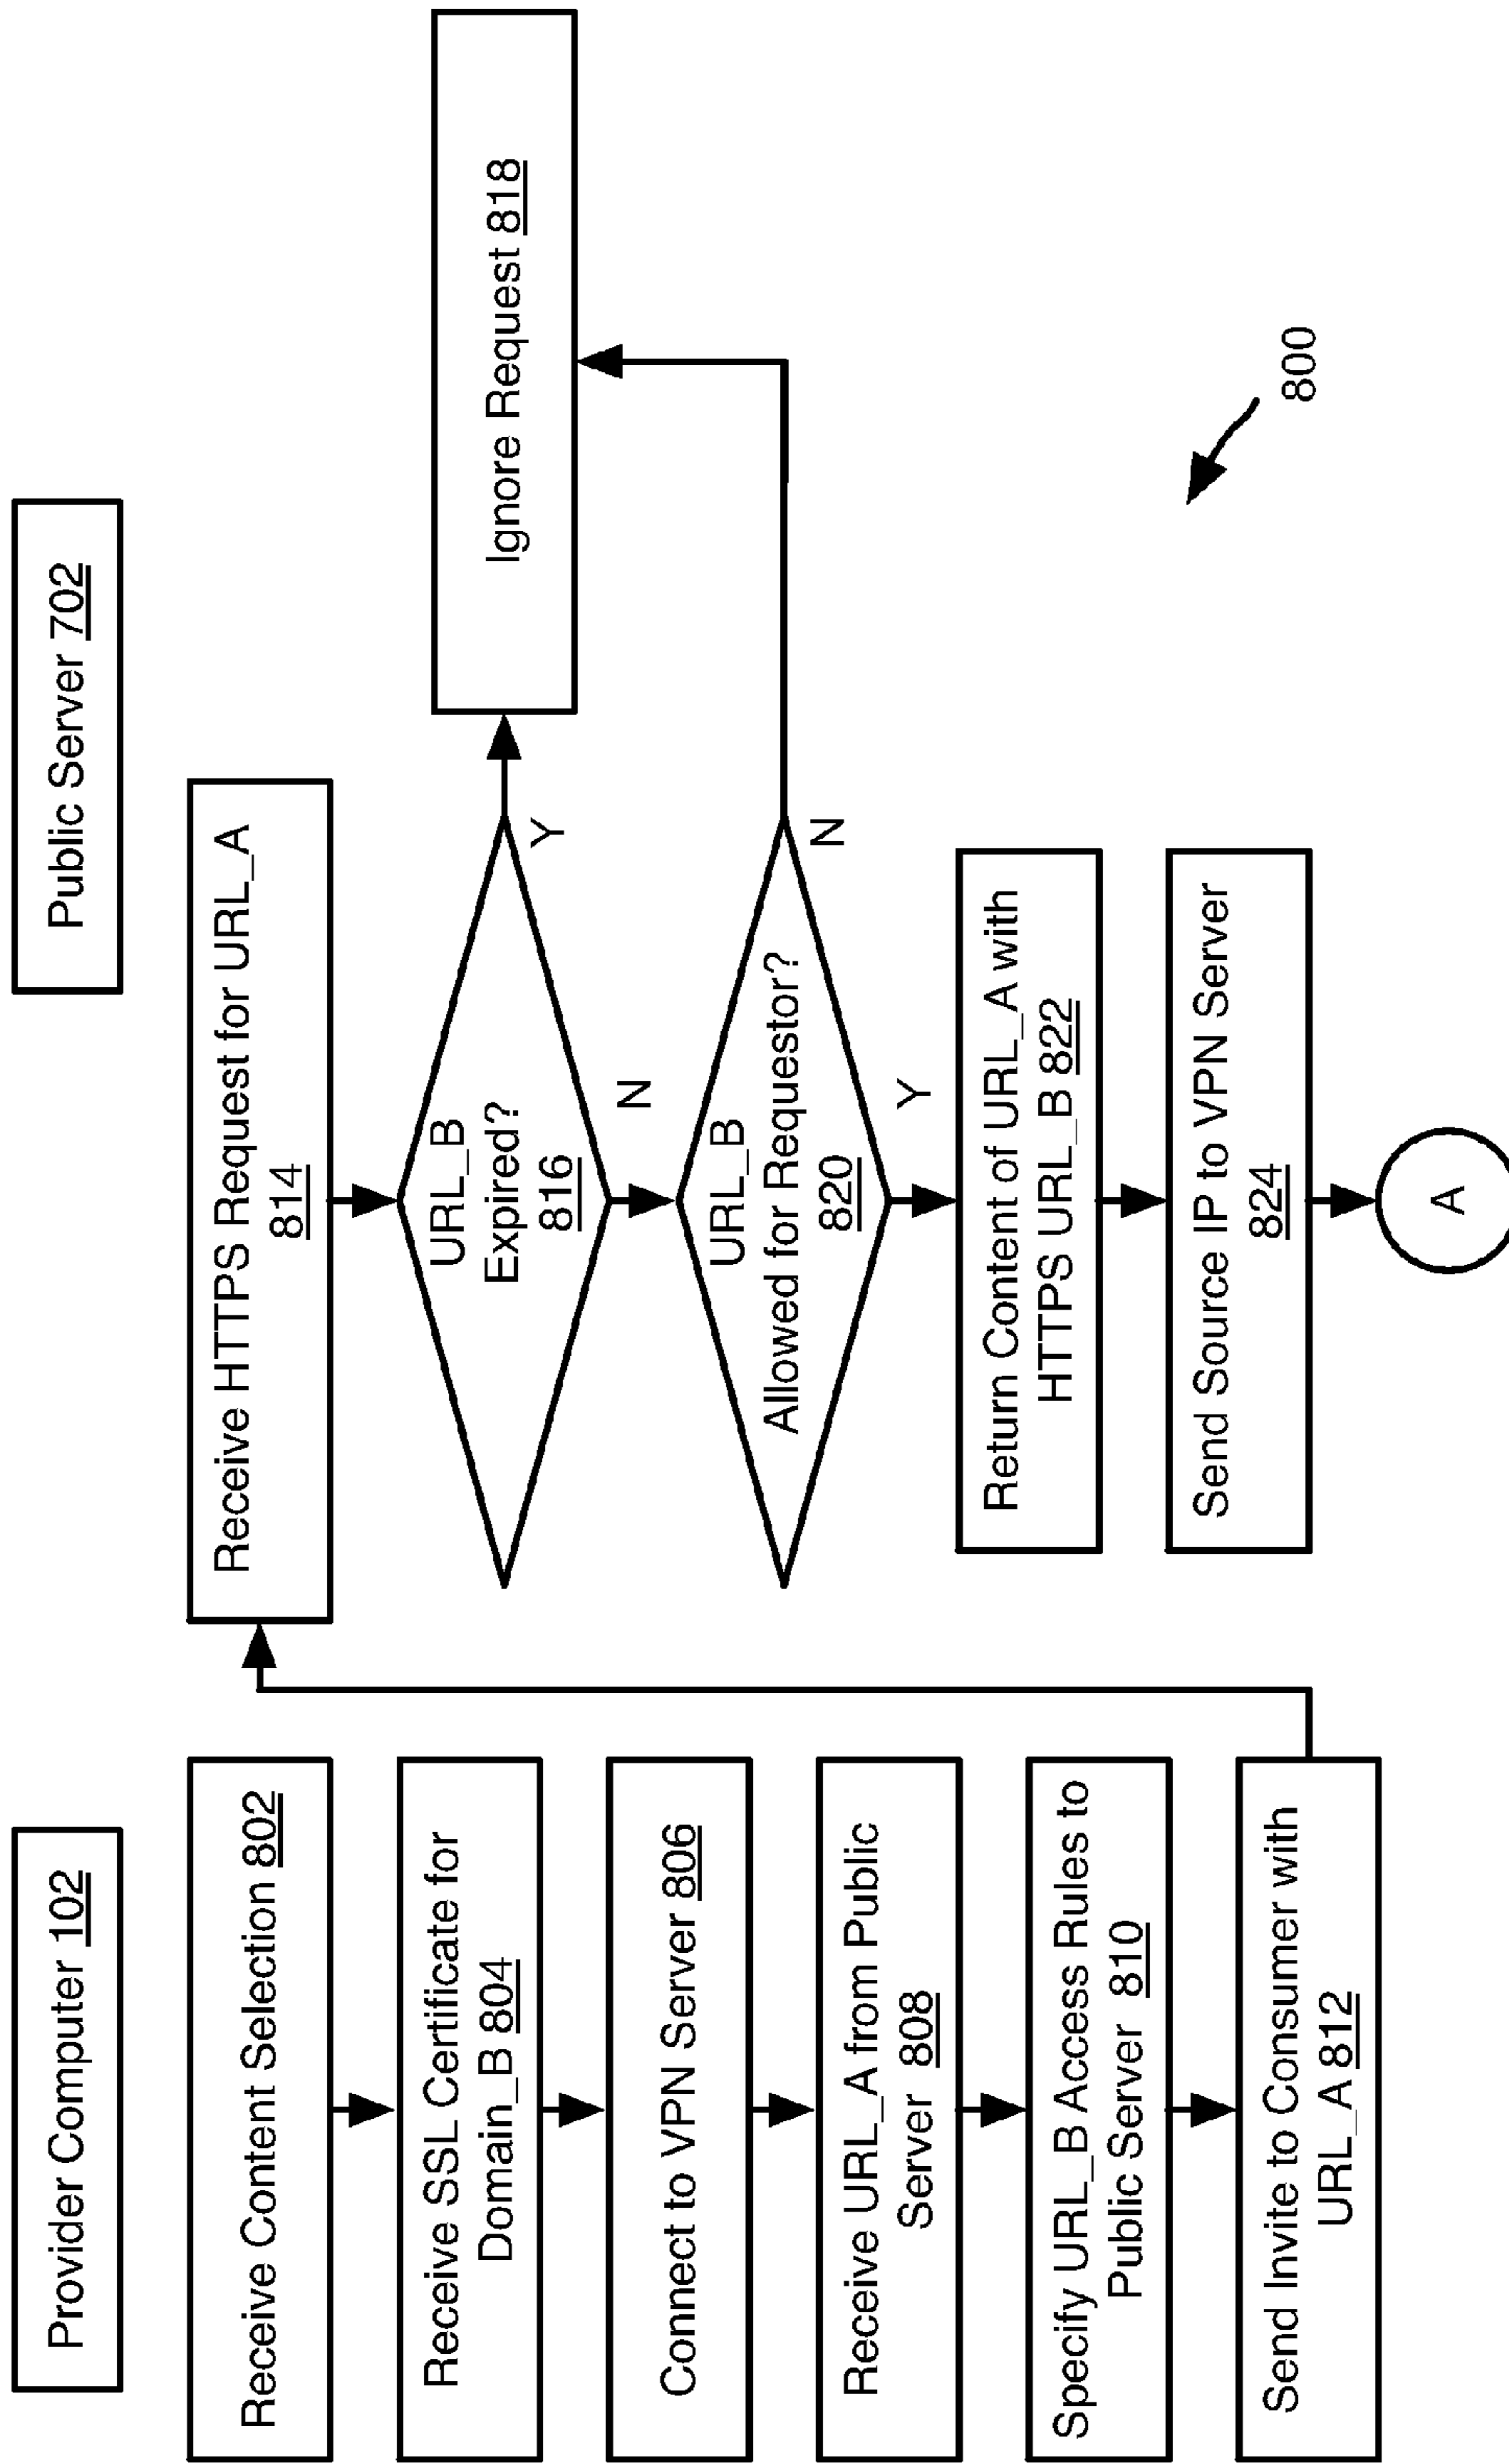 Provider Computer 102
Receive Content Selection 802
Receive SSL Certificate for
Domain_B 804
Connect to VPN Server 806
Receive URL_A from Public
Server 808
Specify URL_B Access Rules to
Public Server 810
Send Invite to Consumer with
URL_A 812
Public Server 702
Receive HTTPS Request for URL_A
814
URL_B
Expired?
816
Y
N
Ignore Request 818
URL_B
Allowed for Requestor?
820
N
Y
Return Content of URL_A with
HTTPS URL_B 822
Send Source IP to VPN Server
824
A
800